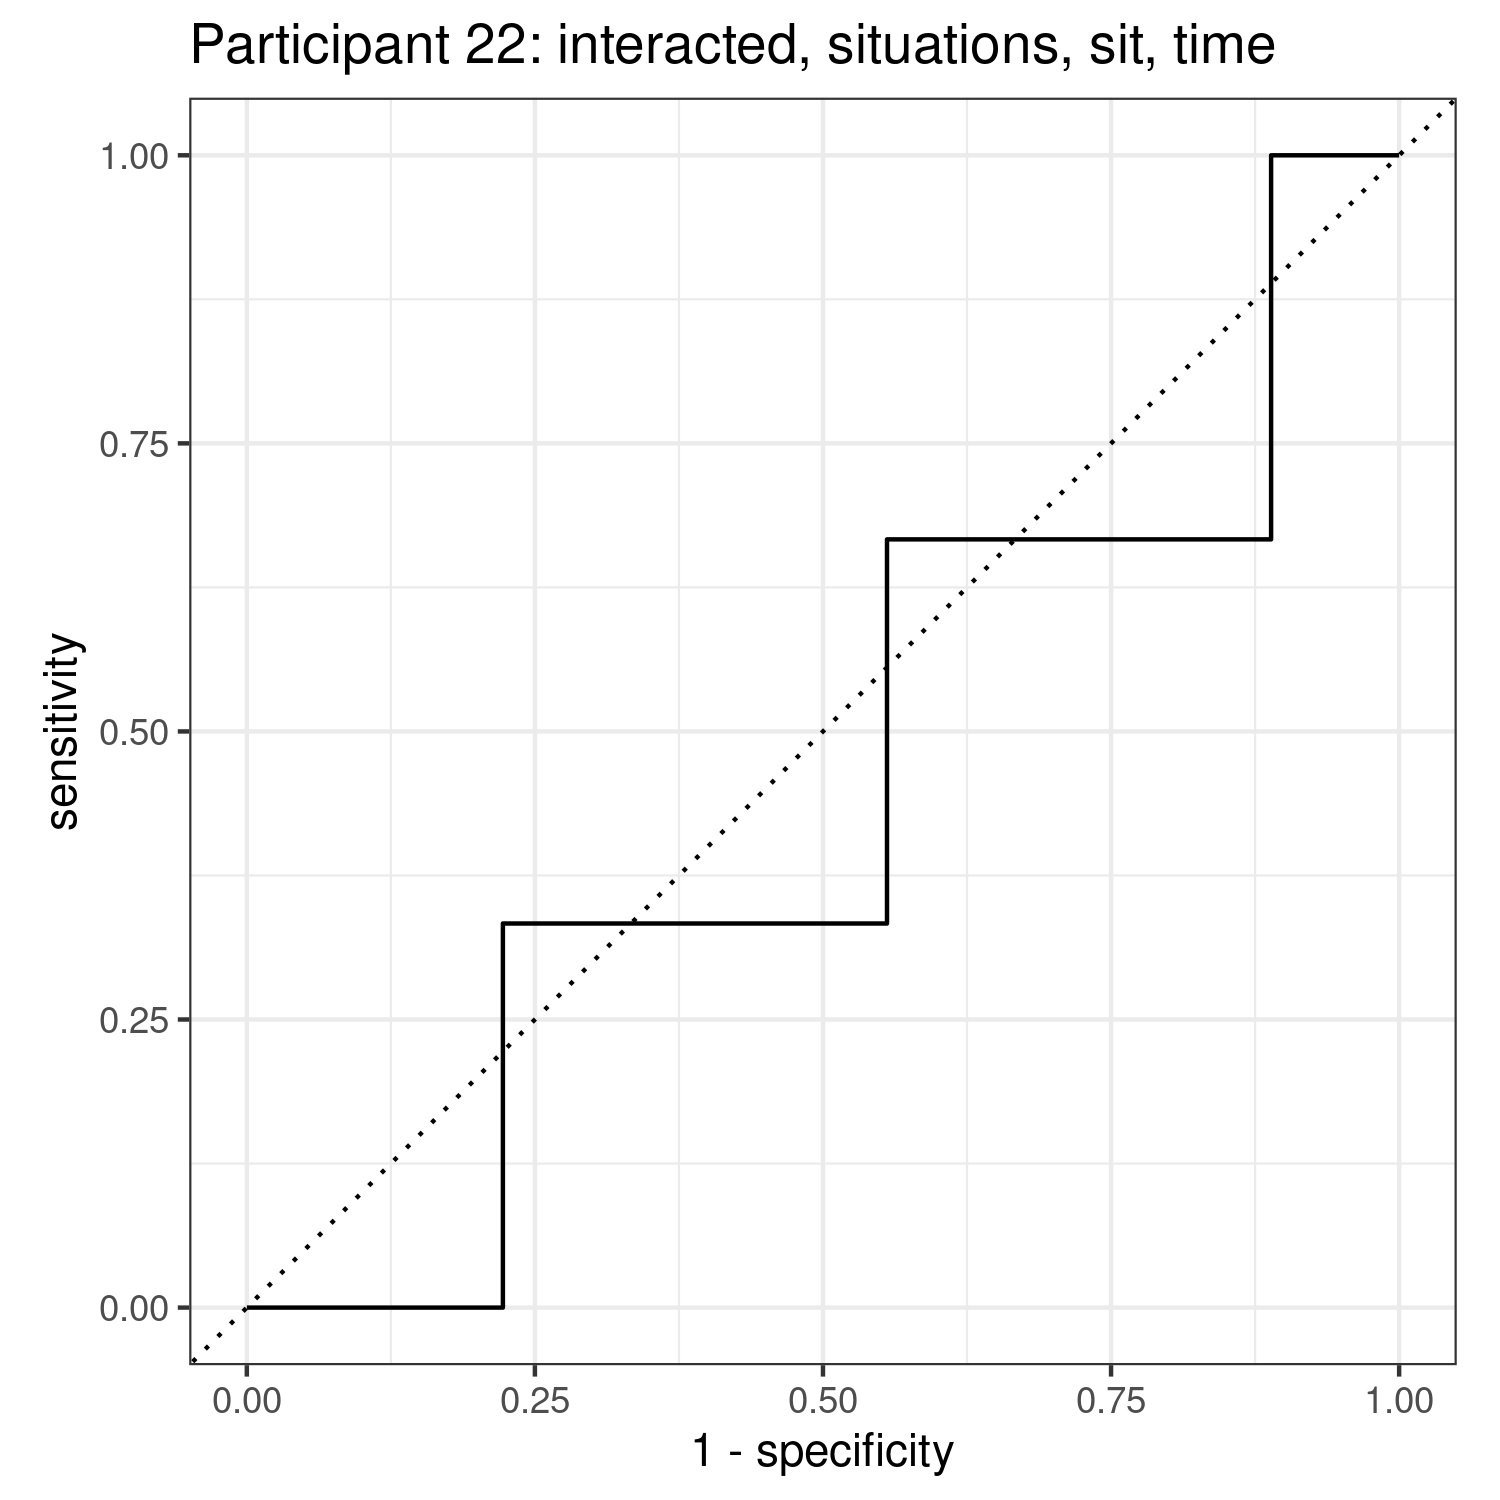 Participant 22: interacted, situations, sit, time
1.00
0.75
0.50
0.25
0.00
sensitivity
0.00 0.25 0.50 0.75 1.00
1 - specificity